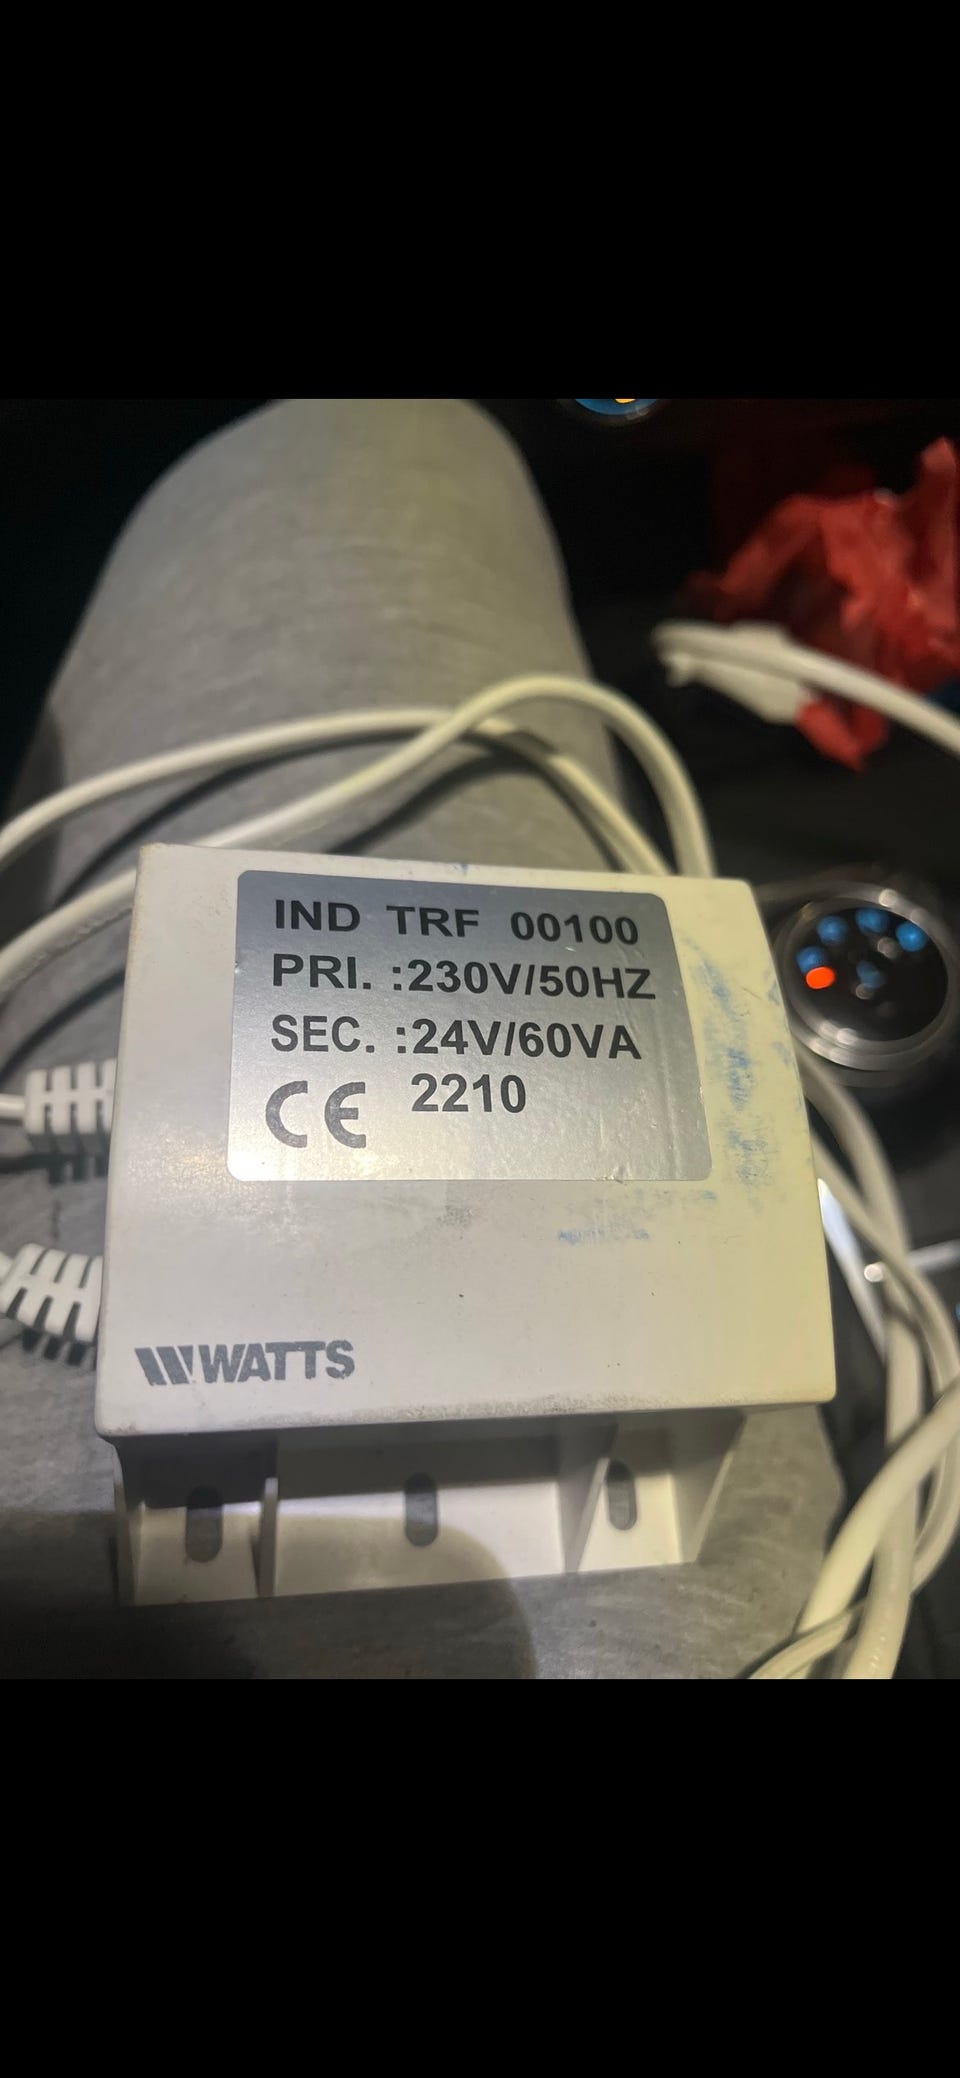 IND TRF 00100
PRI. :230V/50HZ
SEC. :24V/60VA
CE 2210
WATTS